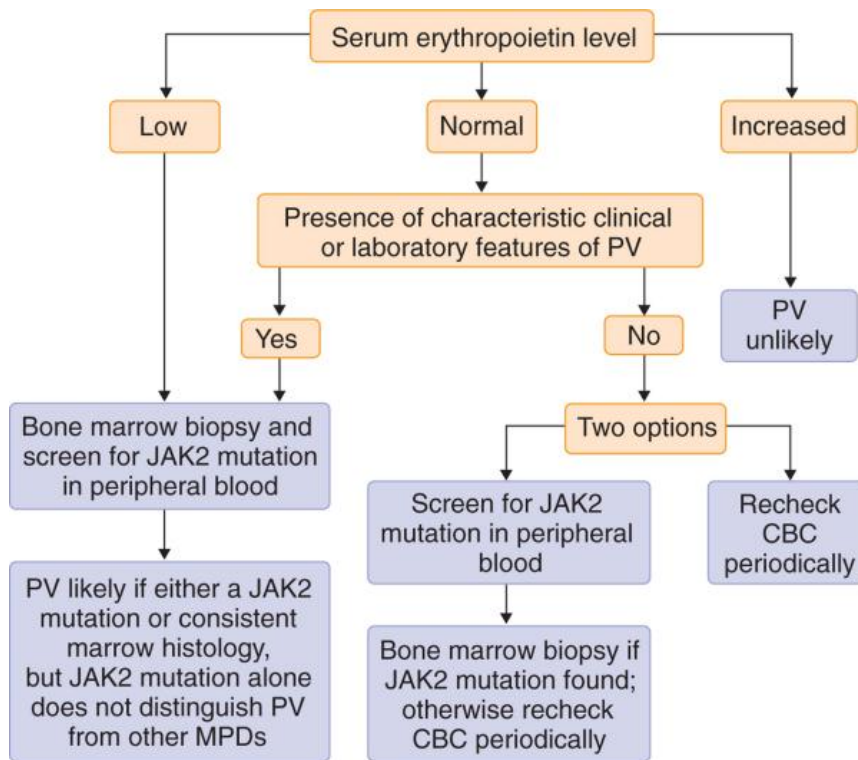 Serum erythropoietin level
Low
Normal
Increased
Presence of characteristic clinical
or laboratory features of PV
PV
unlikely
Yes
No
Bone marrow biopsy and
screen for JAK2 mutation
in peripheral blood
Two options
Screen for JAK2
mutation in peripheral
blood
Recheck
CBC
periodically
PV likely if either a JAK2
mutation or consistent
marrow histology,
but JAK2 mutation alone
does not distinguish PV
from other MPDs
Bone marrow biopsy if
JAK2 mutation found;
otherwise recheck
CBC periodically